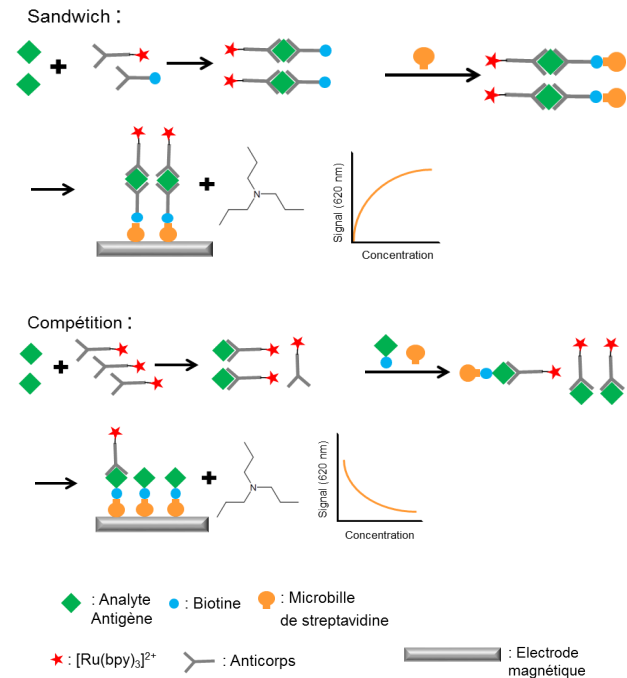 Sandwich :
N
Signal (620 nm)
Concentration
Compétition :
N
Signal (620 nm)
Concentration
: Analyte
Antigène
: Biotine
: Microbille
de streptavidine
: [Ru(bpy)₃]²⁺
: Anticorps
: Electrode
magnétique